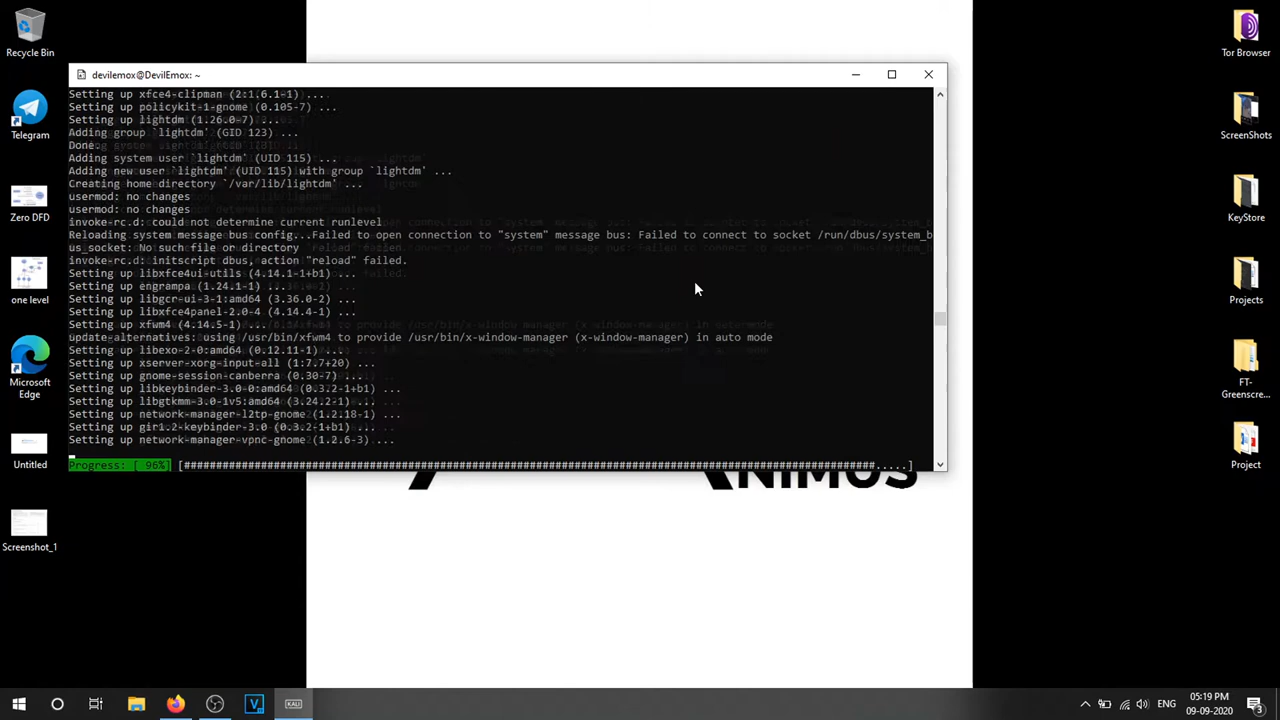 Recycle Bin
Telegram
Zero DFD
one level
Microsoft
Edge
Untitled
Screenshot_1
devilemox@DevilEmox: ~
Setting up xfce4-clipman (2:1.6.1-1) ...
Setting up policykit-1-gnome (0.105-7) ...
Setting up lightdm (1.26.0-7) ...
Adding group `lightdm' (GID 123) ...
Done.
Adding system user `lightdm' (UID 115) ...
Adding new user `lightdm' (UID 115) with group `lightdm' ...
Creating home directory `/var/lib/lightdm' ...
usermod: no changes
usermod: no changes
invoke-rc.d: could not determine current runlevel
Reloading system message bus config...Failed to open connection to "system" message bus: Failed to connect to socket /run/dbus/system_b
us_socket: No such file or directory
invoke-rc.d: initscript dbus, action "reload" failed.
Setting up libxfce4ui-utils (4.14.1-1+b1) ...
Setting up engrampa (1.24.1-1) ...
Setting up libgcr-ui-3-1:amd64 (3.36.0-2) ...
Setting up libxfce4panel-2.0-4 (4.14.4-1) ...
Setting up xfwm4 (4.14.5-1) ...
update-alternatives: using /usr/bin/xfwm4 to provide /usr/bin/x-window-manager (x-window-manager) in auto mode
Setting up libexo-2-0:amd64 (0.12.11-1) ...
Setting up xserver-xorg-input-all (1:7.7+20) ...
Setting up gnome-session-canberra (0.30-7) ...
Setting up libkeybinder-3.0-0:amd64 (0.3.2-1+b1) ...
Setting up libgtkmm-3.0-1v5:amd64 (3.24.2-1) ...
Setting up network-manager-l2tp-gnome (1.2.18-1) ...
Setting up gir1.2-keybinder-3.0 (0.3.2-1+b1) ...
Setting up network-manager-vpnc-gnome (1.2.6-3) ...
Progress: [ 96%] [##################################################################################################################.....]
NIMUS
Tor Browser
ScreenShots
KeyStore
Projects
FT-
Greenscre...
Project
KALI
ENG
05:19 PM
09-09-2020
3